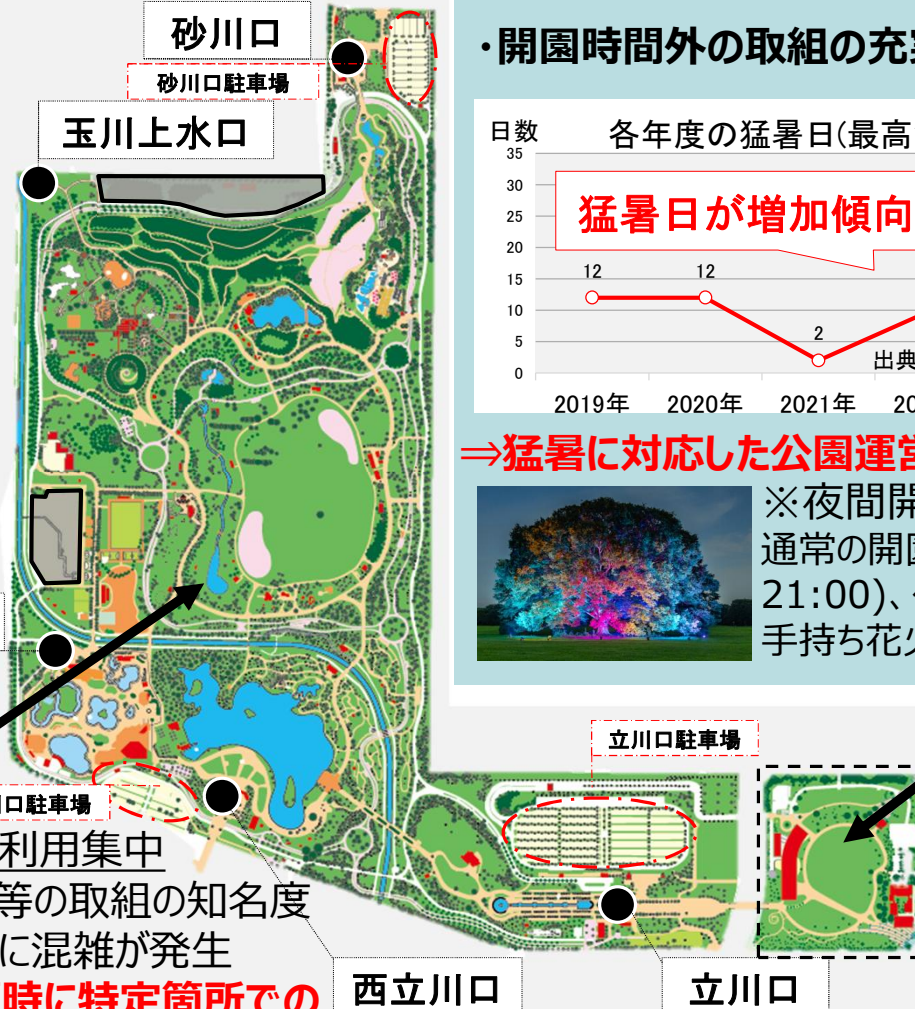 砂川口
砂川口駐車場
玉川上水口
・開園時間外の取組の充実
日数
各年度の猛暑日(最高
35
30
25
20
15
10
5
0
猛暑日が増加傾向
12
12
2
出典
2019年
2020年
2021年
20
⇒猛暑に対応した公園運営
※夜間開
通常の開園
21:00)、
手持ち花火
立川口駐車場
口駐車場
利用集中
等の取組の知名度
に混雑が発生
時に特定箇所での
西立川口
立川口